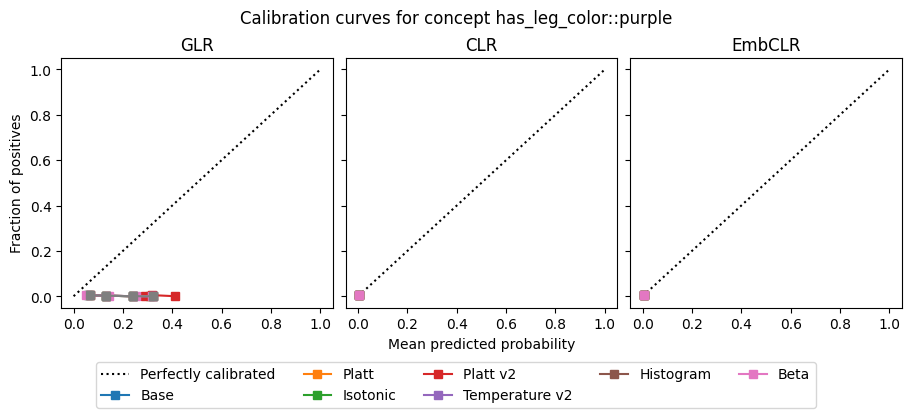 Calibration curves for concept has_leg_color::purple
GLR
CLR
EmbCLR
Fraction of positives
1.0
0.8
0.6
0.4
0.2
0.0
0.0 0.2 0.4 0.6 0.8 1.0
0.0 0.2 0.4 0.6 0.8 1.0
0.0 0.2 0.4 0.6 0.8 1.0
Mean predicted probability
Perfectly calibrated
Base
Platt
Isotonic
Platt v2
Temperature v2
Histogram
Beta